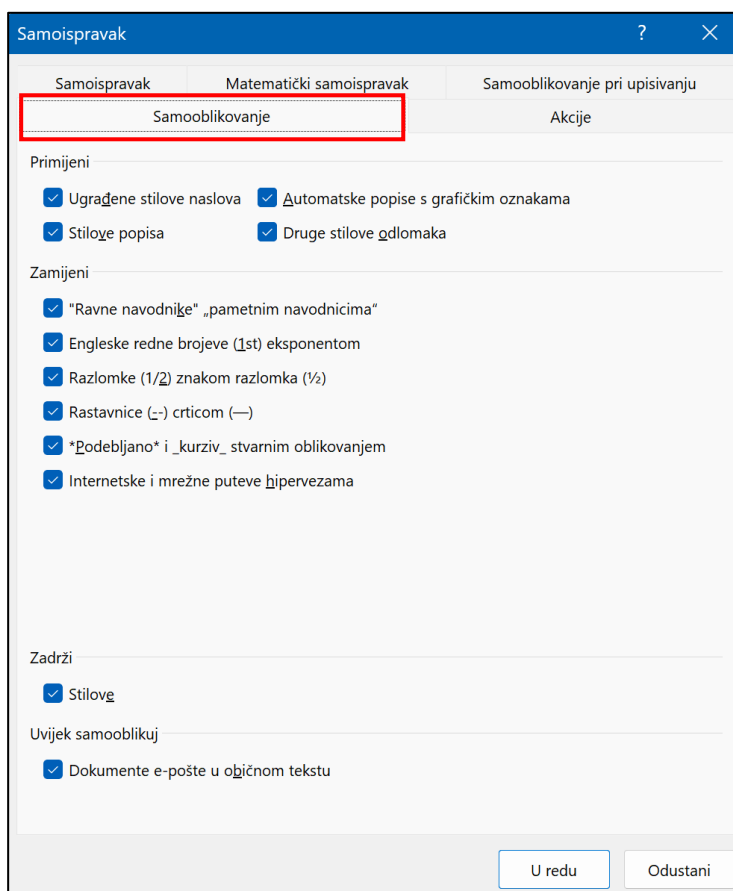 Samoispravak ?
Samoispravak Matematički samoispravak Samooblikovanje pri upisivanju
Samooblikovanje Akcije
Primijeni
Ugrađene stilove naslova Automatske popise s grafičkim oznakama
Stilove popisa Druge stilove odlomaka
Zamijeni
"Ravne navodnike" „pametnim navodnicima“
Engleske redne brojeve (1st) eksponentom
Razlomke (1/2) znakom razlomka (½)
Rastavnice (--) crticom (—)
*Podebljano* i _kurziv_ stvarnim oblikovanjem
Internetske i mrežne puteve hipervezama
Zadrži
Stilove
Uvijek samooblikuj
Dokumente e-pošte u običnom tekstu
U redu Odustani